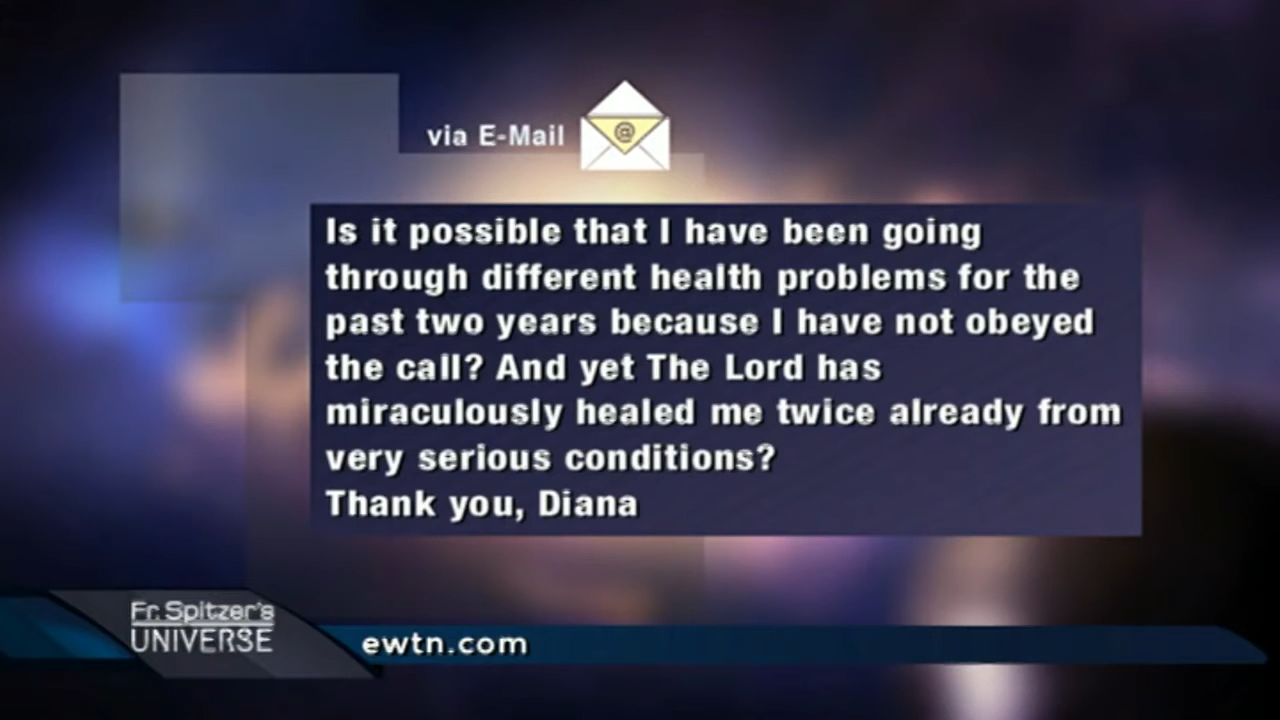 via E-Mail
@
Is it possible that I have been going
through different health problems for the
past two years because I have not obeyed
the call? And yet The Lord has
miraculously healed me twice already from
very serious conditions?
Thank you, Diana
Fr. Spitzer's
UNIVERSE
ewtn.com